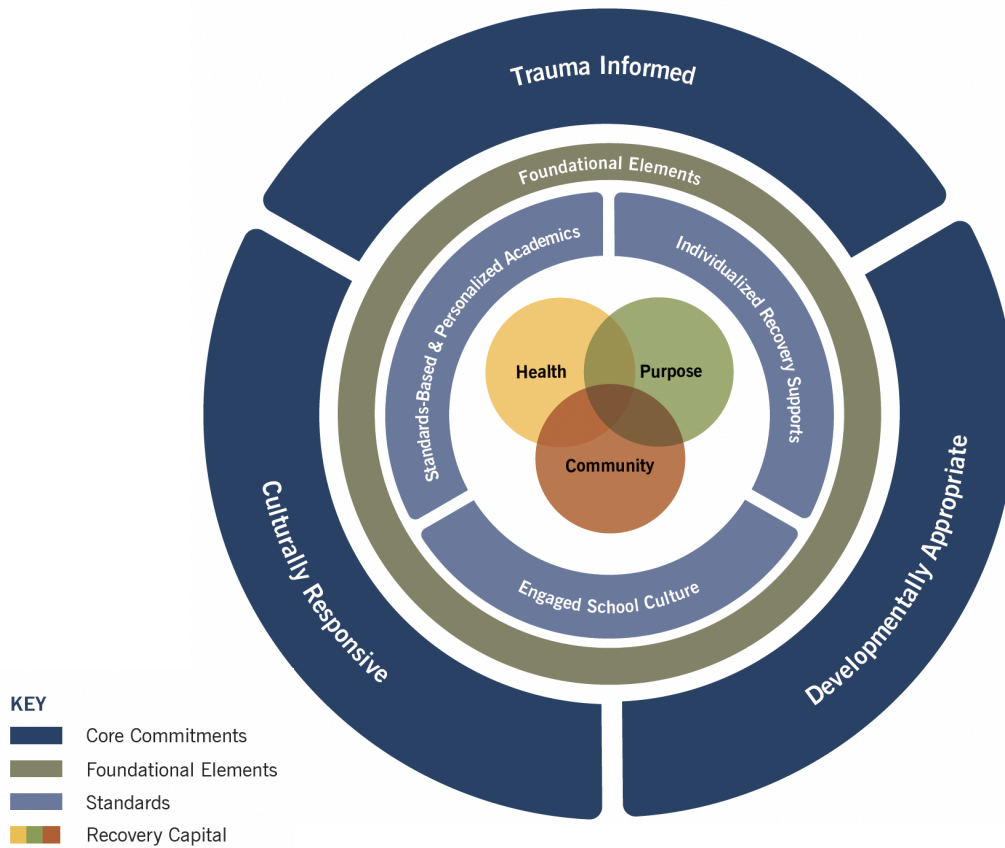 Trauma Informed
Foundational Elements
Standards-Based & Personalized Academics
Individualized Recovery Supports
Health
Purpose
Community
Engaged School Culture
Culturally Responsive
Developmentally Appropriate
KEY
Core Commitments
Foundational Elements
Standards
Recovery Capital